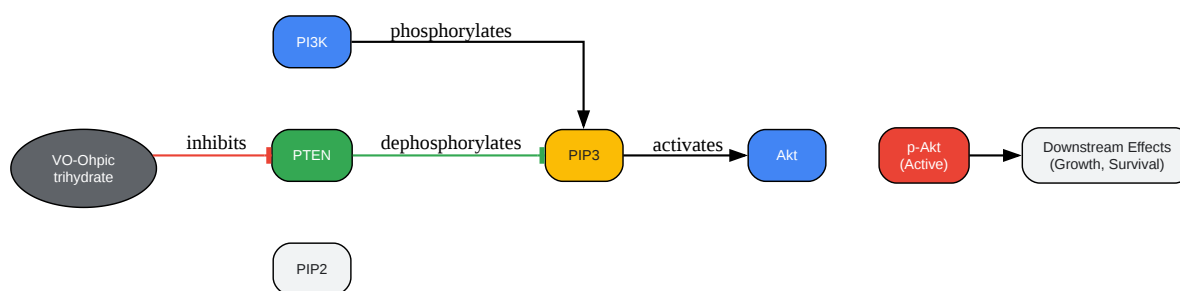 PI3K
phosphorylates
VO-Ohpic
trihydrate
inhibits
PTEN
dephosphorylates
PIP3
activates
Akt
p-Akt
(Active)
Downstream Effects
(Growth, Survival)
PIP2